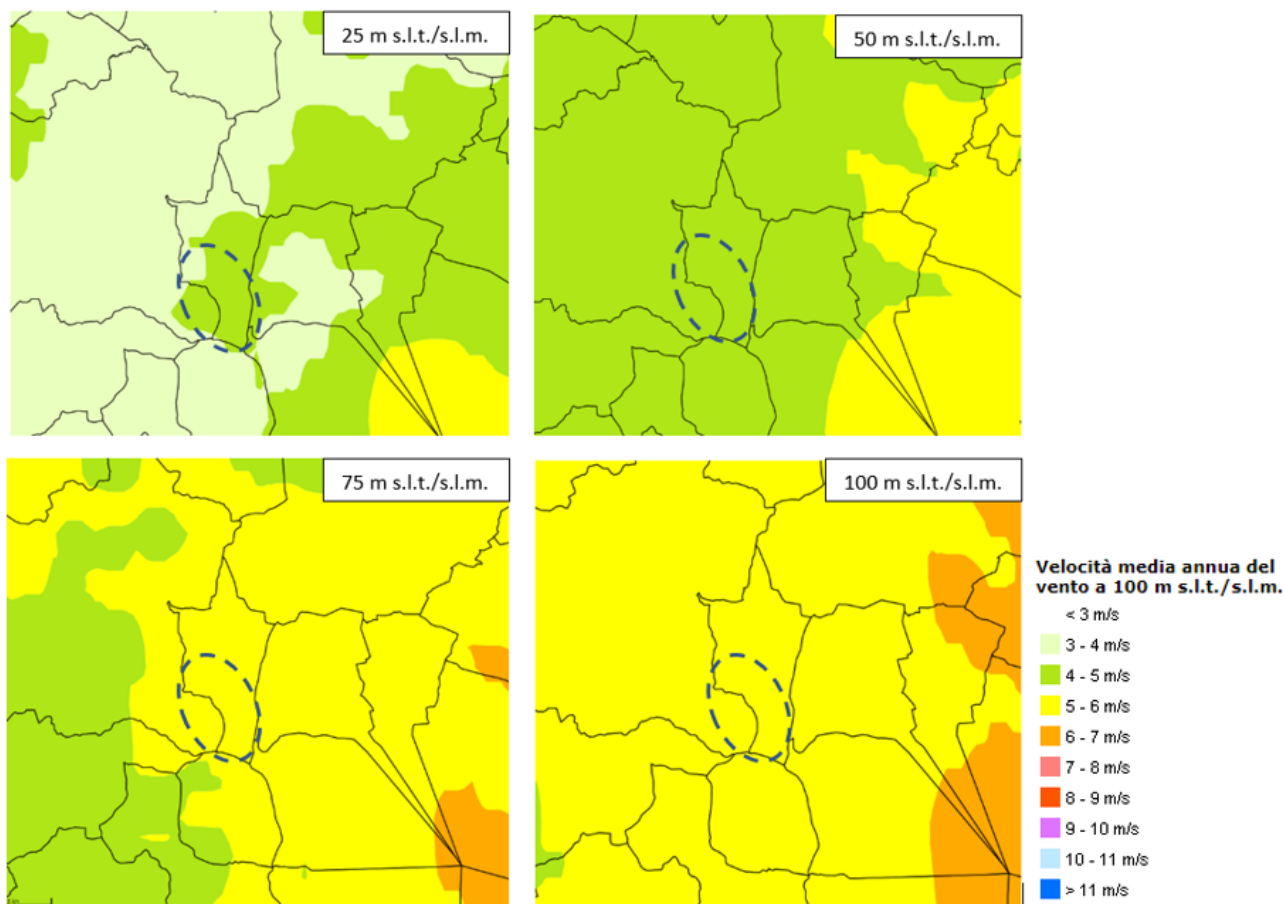 25 m s.l.t./s.l.m.
50 m s.l.t./s.l.m.
75 m s.l.t./s.l.m.
100 m s.l.t./s.l.m.
Velocità media annua del
vento a 100 m s.l.t./s.l.m.
< 3 m/s
3 - 4 m/s
4 - 5 m/s
5 - 6 m/s
6 - 7 m/s
7 - 8 m/s
8 - 9 m/s
9 - 10 m/s
10 - 11 m/s
> 11 m/s